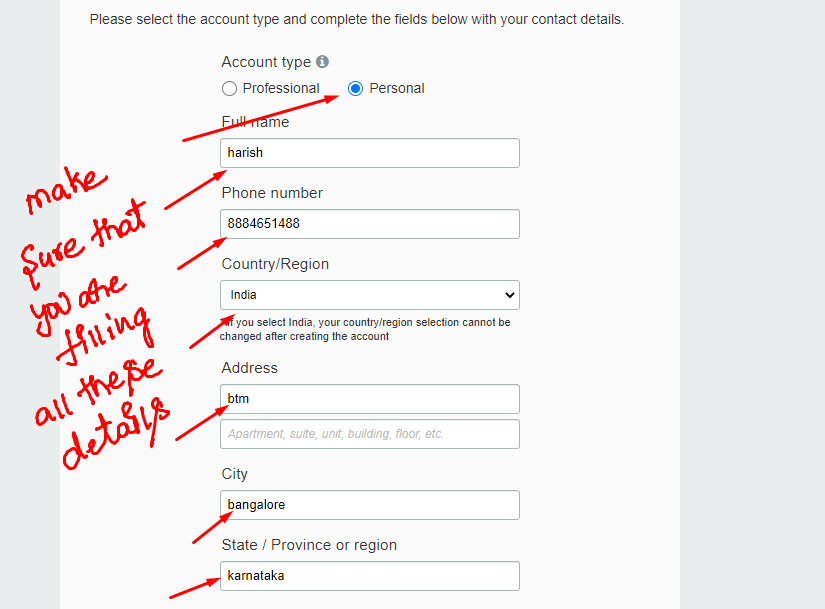 Please select the account type and complete the fields below with your contact details.
Account type
Professional
Personal
Full name
harish
Phone number
8884651488
Country/Region
India
*If you select India, your country/region selection cannot be
changed after creating the account
Address
btm
Apartment, suite, unit, building, floor, etc.
City
bangalore
State / Province or region
karnataka
make
sure that
you are
filling
all these
details